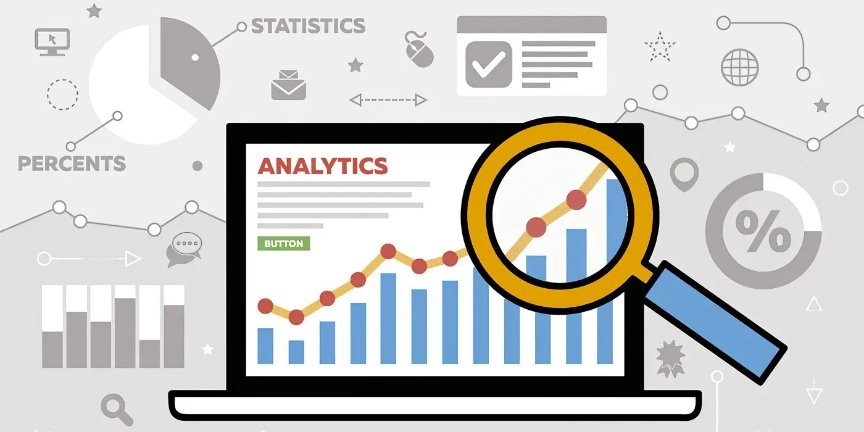 STATISTICS
PERCENTS
ANALYTICS
BUTTON
%